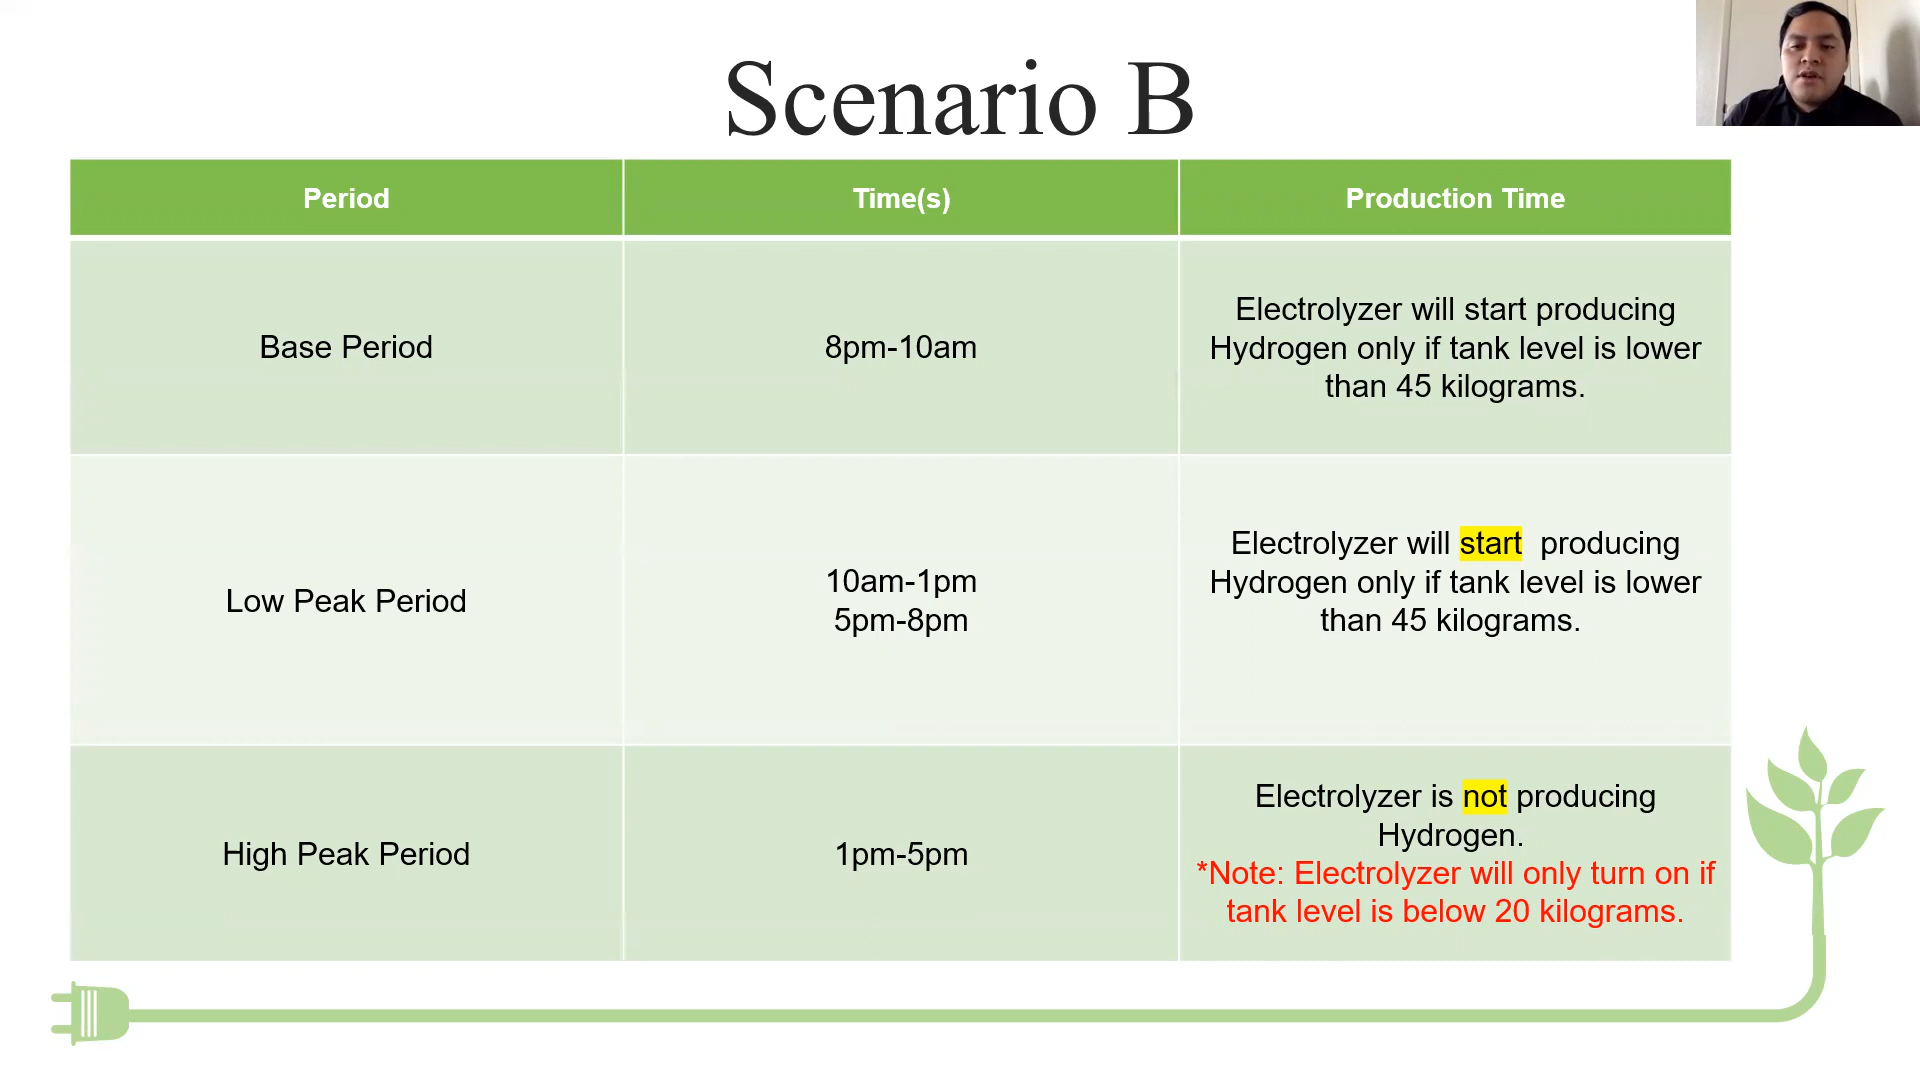 Scenario B
Period
Time(s)
Production Time
Base Period
8pm-10am
Electrolyzer will start producing
Hydrogen only if tank level is lower
than 45 kilograms.
Low Peak Period
10am-1pm
5pm-8pm
Electrolyzer will start producing
Hydrogen only if tank level is lower
than 45 kilograms.
High Peak Period
1pm-5pm
Electrolyzer is not producing
Hydrogen.
*Note: Electrolyzer will only turn on if
tank level is below 20 kilograms.